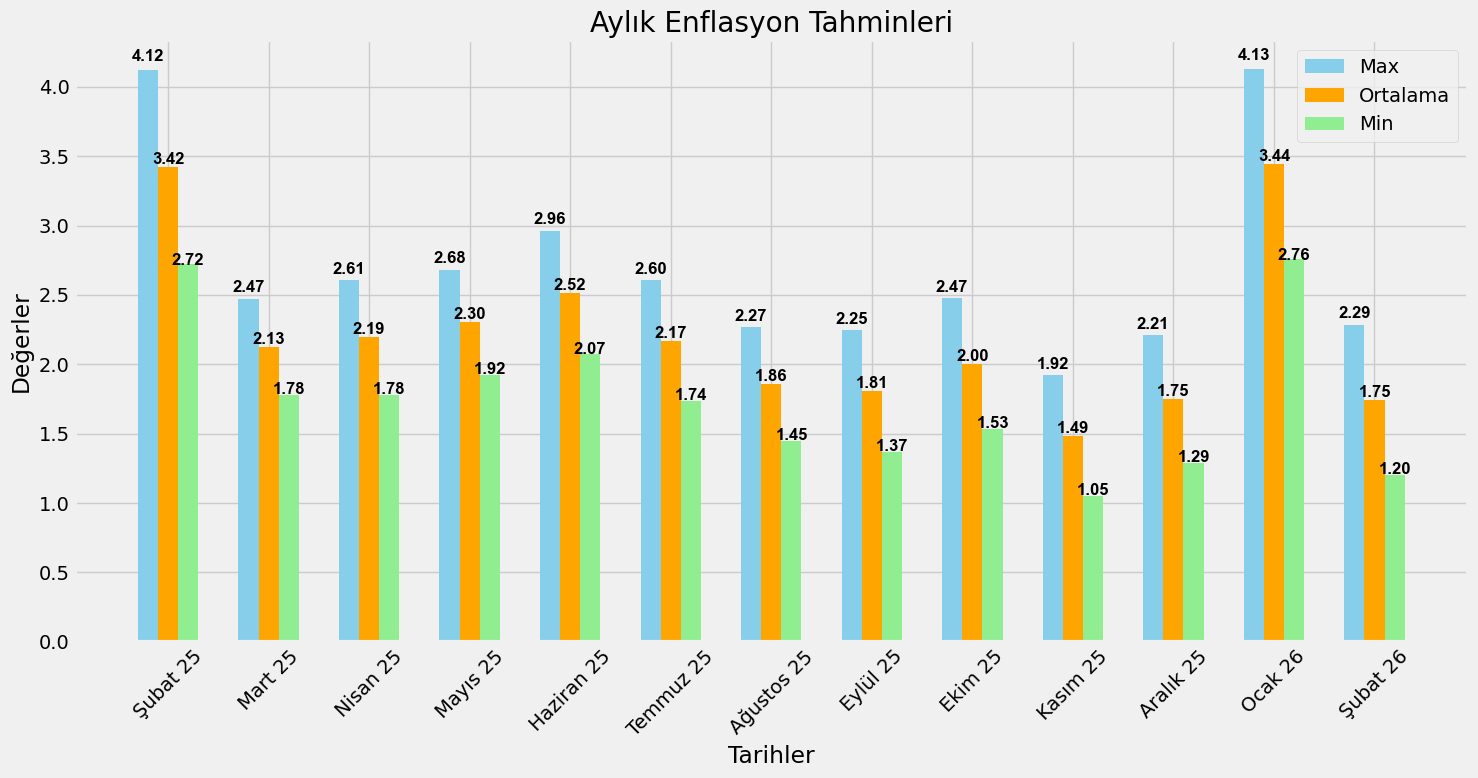 Aylık Enflasyon Tahminleri
Max
Ortalama
Min
Değerler
4.0
3.5
3.0
2.5
2.0
1.5
1.0
0.5
0.0
4.12
3.42
2.72
2.47
2.13
1.78
2.61
2.19
1.78
2.68
2.30
1.92
2.96
2.52
2.07
2.60
2.17
1.74
2.27
1.86
1.45
2.25
1.81
1.37
2.47
2.00
1.53
1.92
1.49
1.05
2.21
1.75
1.29
4.13
3.44
2.76
2.29
1.75
1.20
Şubat 25
Mart 25
Nisan 25
Mayıs 25
Haziran 25
Temmuz 25
Ağustos 25
Eylül 25
Ekim 25
Kasım 25
Aralık 25
Ocak 26
Şubat 26
Tarihler